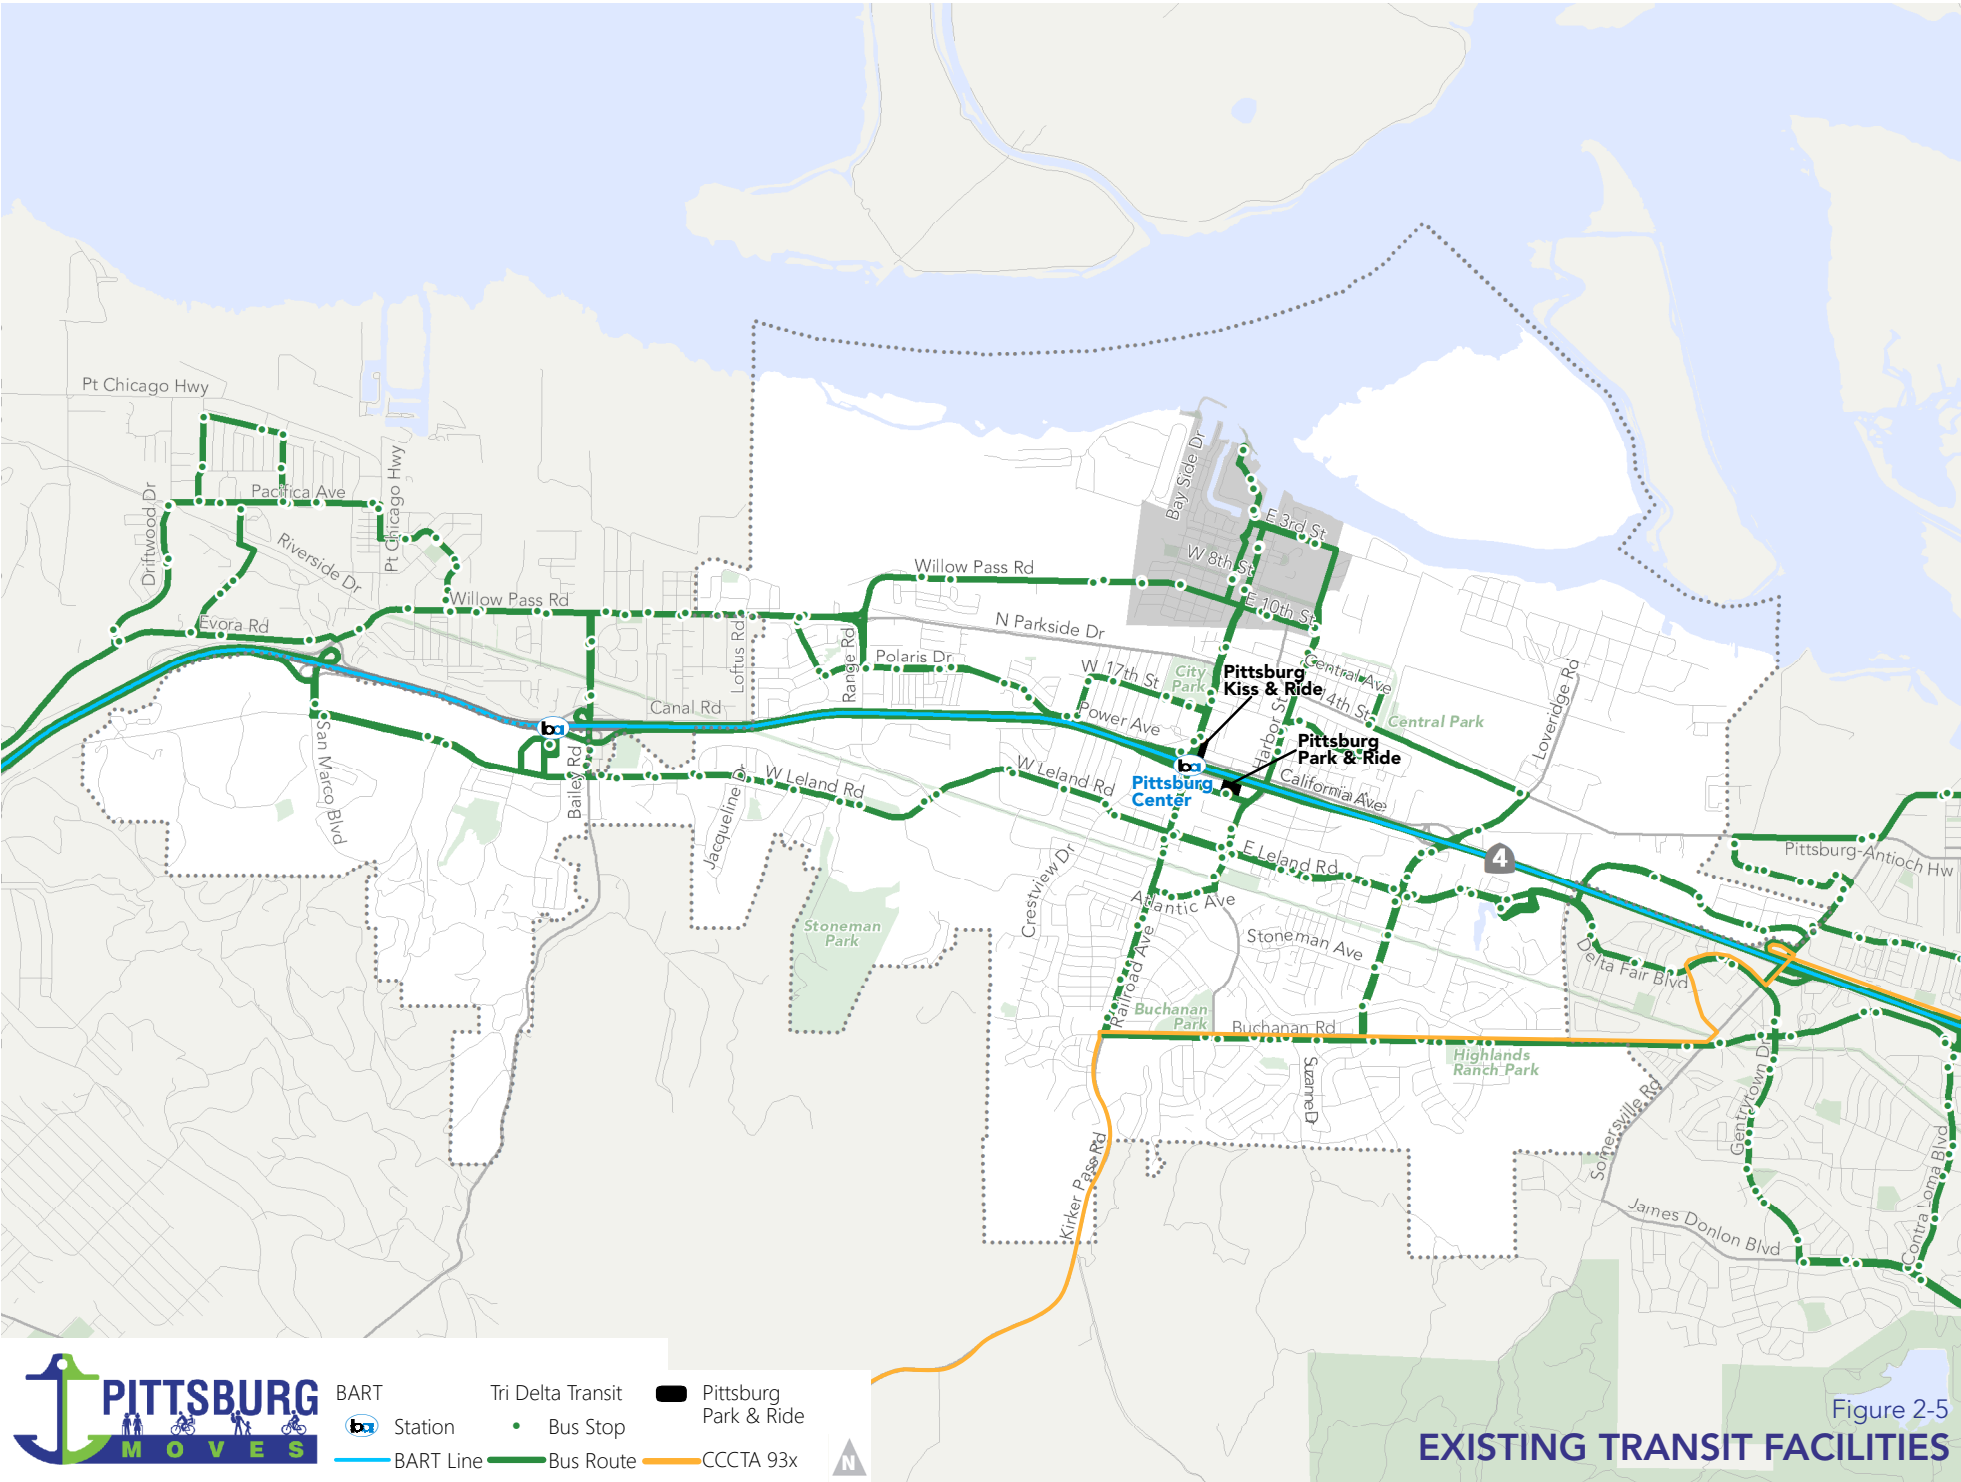 Pt Chicago Hwy
Pacifica Ave
Driftwood Dr
Pt Chicago Hwy
Riverside Dr
Willow Pass Rd
Evora Rd
San Marco Blvd
Bailey Rd
Canal Rd
Loftus Rd
Range Rd
Willow Pass Rd
N Parkside Dr
Polaris Dr
Bay Side Dr
E 3rd St
W 8th St
E 10th St
W 17th St
City
Park
Pittsburg
Kiss & Ride
Central Ave
4th St
Central Park
Power Ave
Harbor St
Pittsburg
Park & Ride
Loveridge Rd
ba
ba
Pittsburg
Center
California Ave
W Leland Rd
W Leland Rd
Jacqueline Dr
E Leland Rd
4
Pittsburg-Antioch Hw
Crestview Dr
Atlantic Ave
Stoneman
Park
Stoneman Ave
Railroad Ave
Delta Fair Blvd
Buchanan
Park
Buchanan Rd
Highlands
Ranch Park
Suzanne Dr
Somersville Rd
Gentrytown Dr
Kirker Pass Rd
James Donlon Blvd
Contra Loma Blvd
PITTSBURG
MOVES
BART
ba Station
BART Line
Tri Delta Transit
Bus Stop
Bus Route
Pittsburg
Park & Ride
CCCTA 93x
N
Figure 2-5
EXISTING TRANSIT FACILITIES